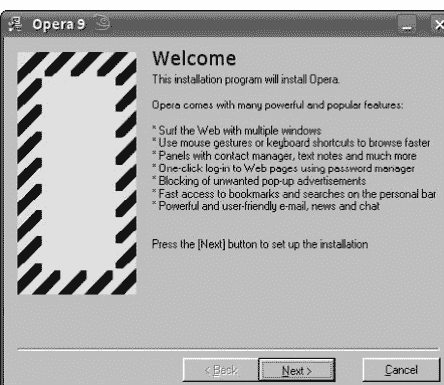 Opera 9
Welcome
This installation program will install Opera.
Opera comes with many powerful and popular features:
* Surf the Web with multiple windows
* Use mouse gestures or keyboard shortcuts to browse faster
* Panels with contact manager, text notes and much more
* One-click log-in to Web pages using password manager
* Blocking of unwanted pop-up advertisements
* Fast access to bookmarks and searches on the personal bar
* Powerful and user-friendly e-mail, news and chat
Press the [Next] button to set up the installation
< Back
Next >
Cancel